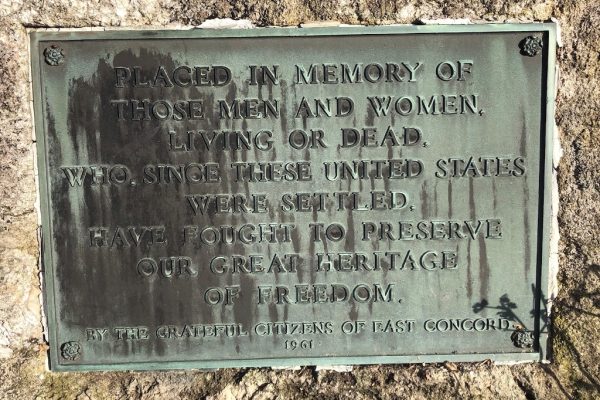 PLACED IN MEMORY OF
THOSE MEN AND WOMEN,
LIVING OR DEAD,
WHO, SINCE THESE UNITED STATES
WERE SETTLED,
HAVE FOUGHT TO PRESERVE
OUR GREAT HERITAGE
OF FREEDOM.
BY THE GRATEFUL CITIZENS OF EAST CONCORD
1961